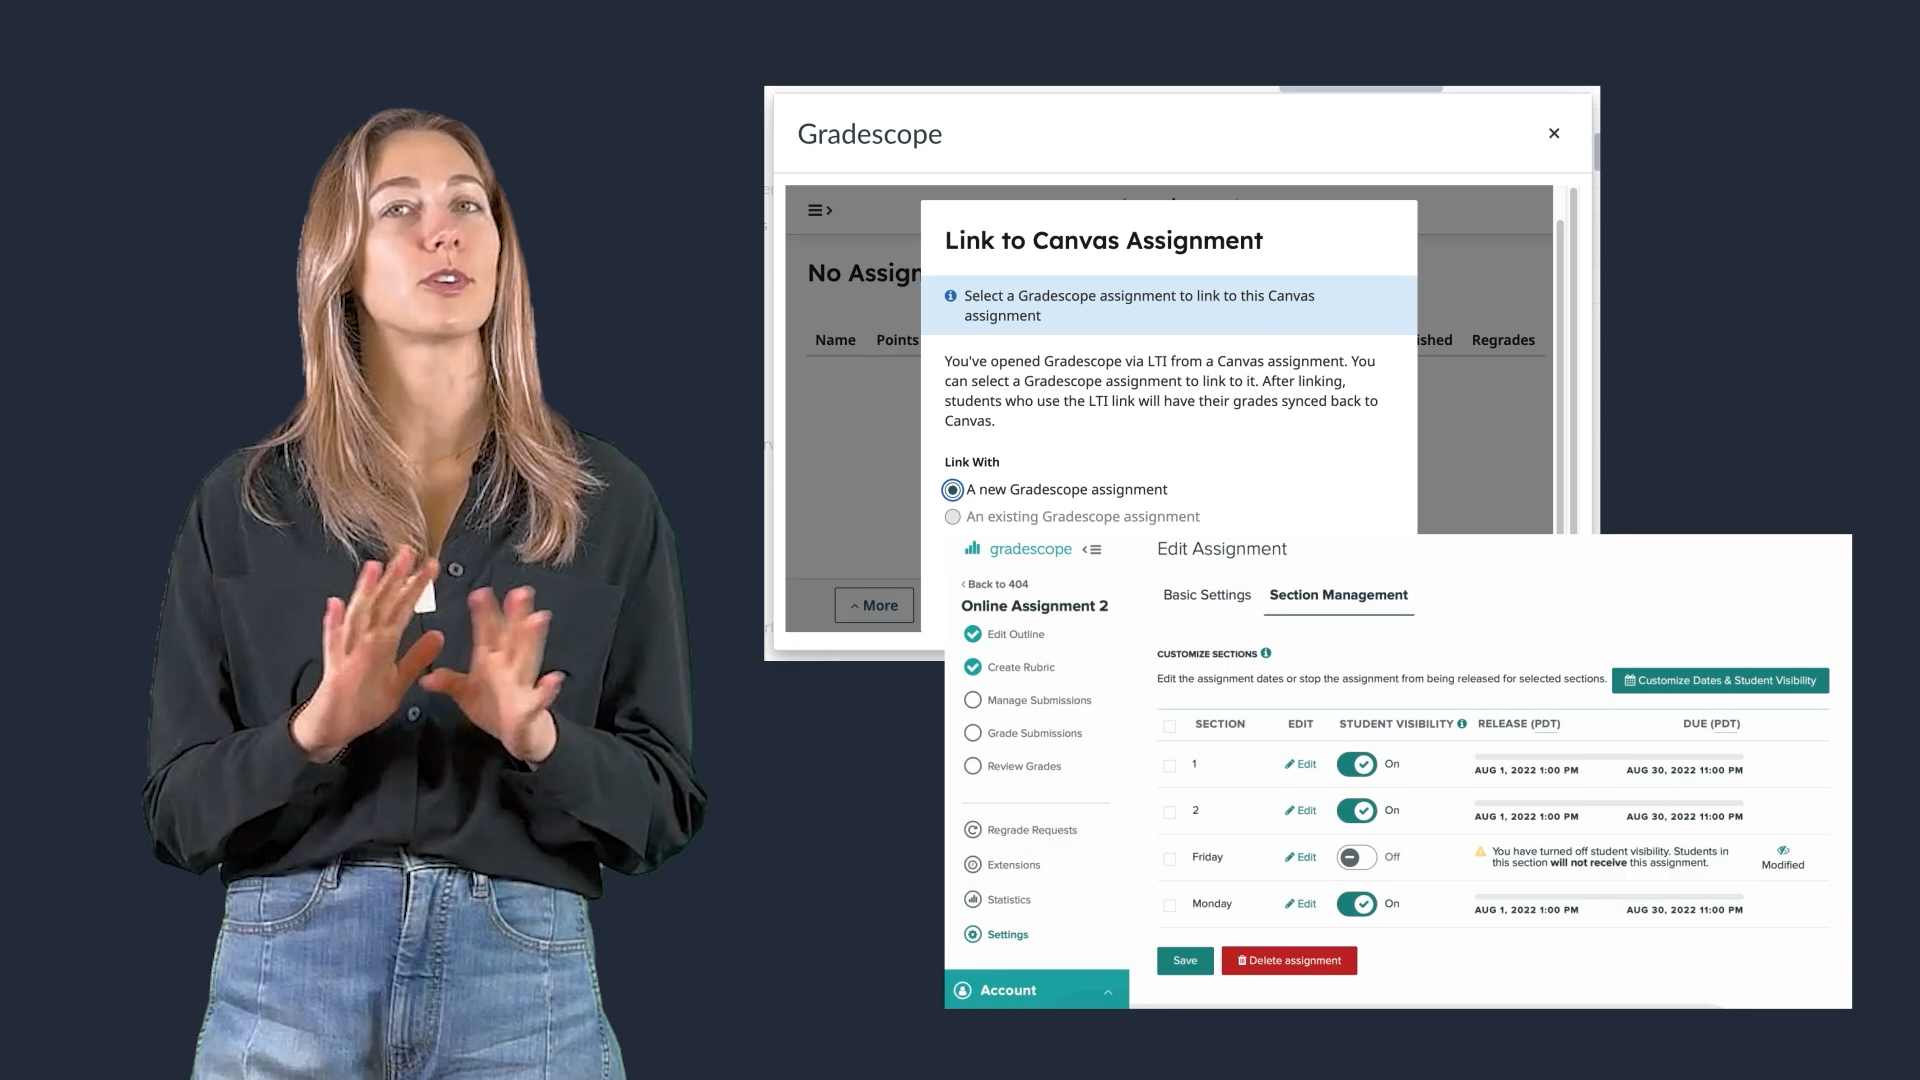 Gradescope
No Assign
Name Points
ished Regrades
More
Link to Canvas Assignment
Select a Gradescope assignment to link to this Canvas
assignment
You've opened Gradescope via LTI from a Canvas assignment. You
can select a Gradescope assignment to link to it. After linking,
students who use the LTI link will have their grades synced back to
Canvas.
Link With
A new Gradescope assignment
An existing Gradescope assignment
gradescope
Back to 404
Online Assignment 2
Edit Outline
Create Rubric
Manage Submissions
Grade Submissions
Review Grades
Regrade Requests
Extensions
Statistics
Settings
Account
Edit Assignment
Basic Settings Section Management
CUSTOMIZE SECTIONS
Edit the assignment dates or stop the assignment from being released for selected sections.
Customize Dates & Student Visibility
SECTION EDIT STUDENT VISIBILITY RELEASE (PDT) DUE (PDT)
1 Edit On AUG 1, 2022 1:00 PM AUG 30, 2022 11:00 PM
2 Edit On AUG 1, 2022 1:00 PM AUG 30, 2022 11:00 PM
Friday Edit Off You have turned off student visibility. Students in
this section will not receive this assignment. Modified
Monday Edit On AUG 1, 2022 1:00 PM AUG 30, 2022 11:00 PM
Save Delete assignment